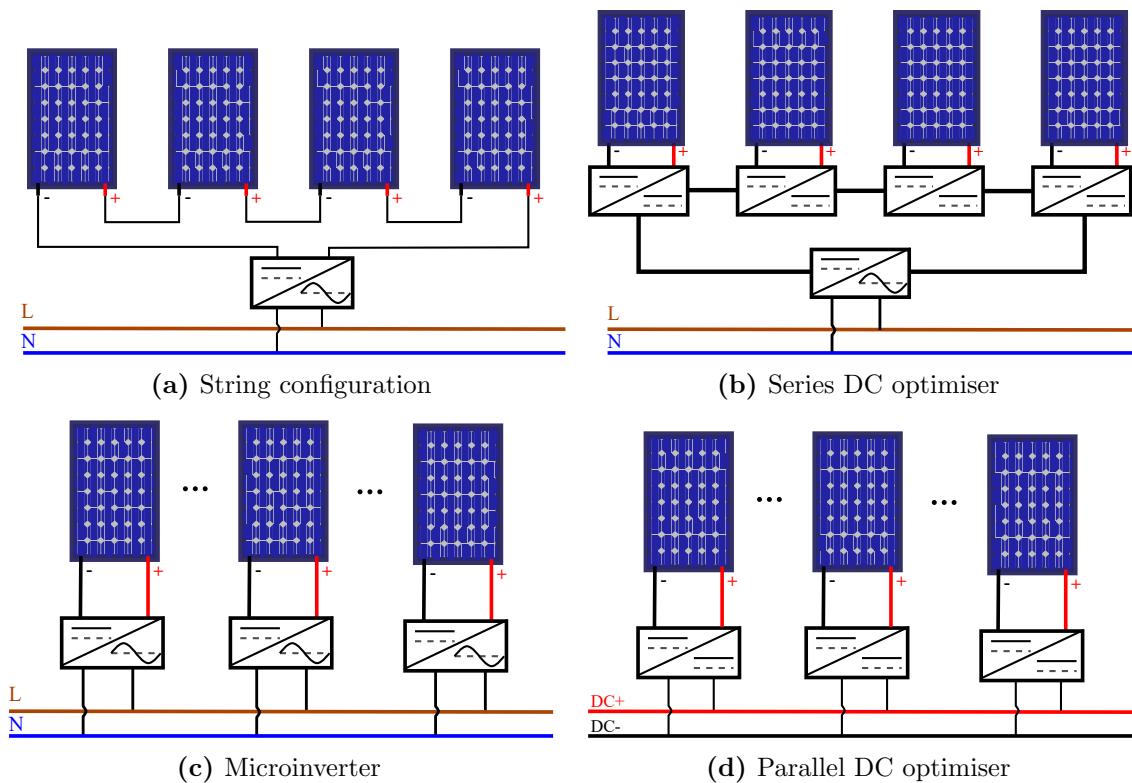 - + - + - + - +
L
N
(a) String configuration
- + - + - + - +
L
N
(b) Series DC optimiser
... ...
- + - + - +
L
N
(c) Microinverter
... ...
- + - + - +
DC+
DC-
(d) Parallel DC optimiser